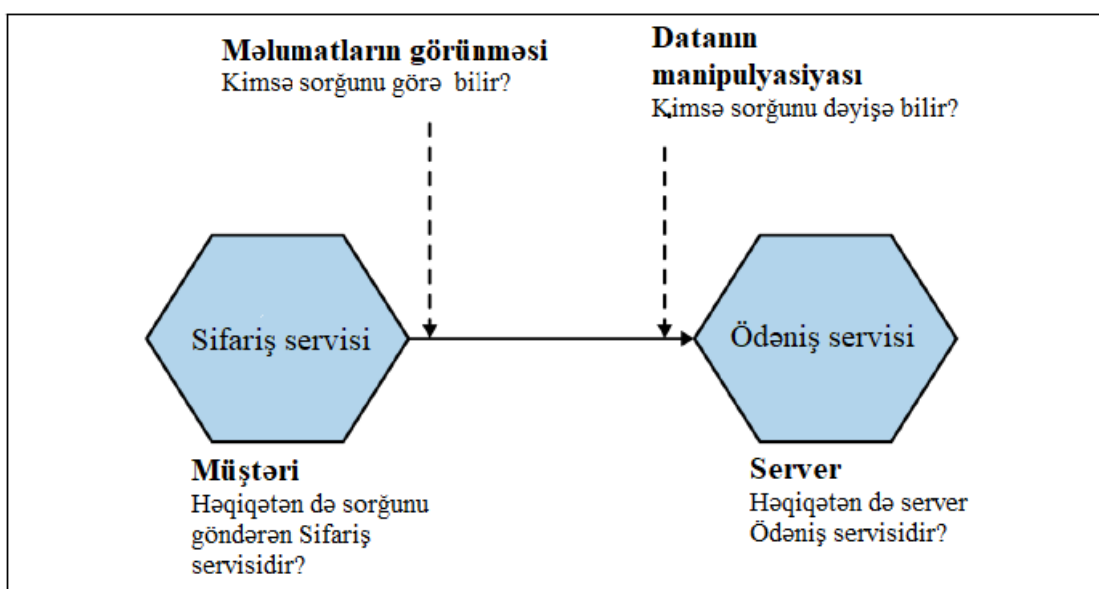 Məlumatların görünməsi
Kimsə sorğunu görə bilir?
Datanın
manipulyasiyası
Kimsə sorğunu dəyişə bilir?
Sifariş servisi
Ödəniş servisi
Müştəri
Həqiqətən də sorğunu
göndərən Sifariş
servisidir?
Server
Həqiqətən də server
Ödəniş servisidir?